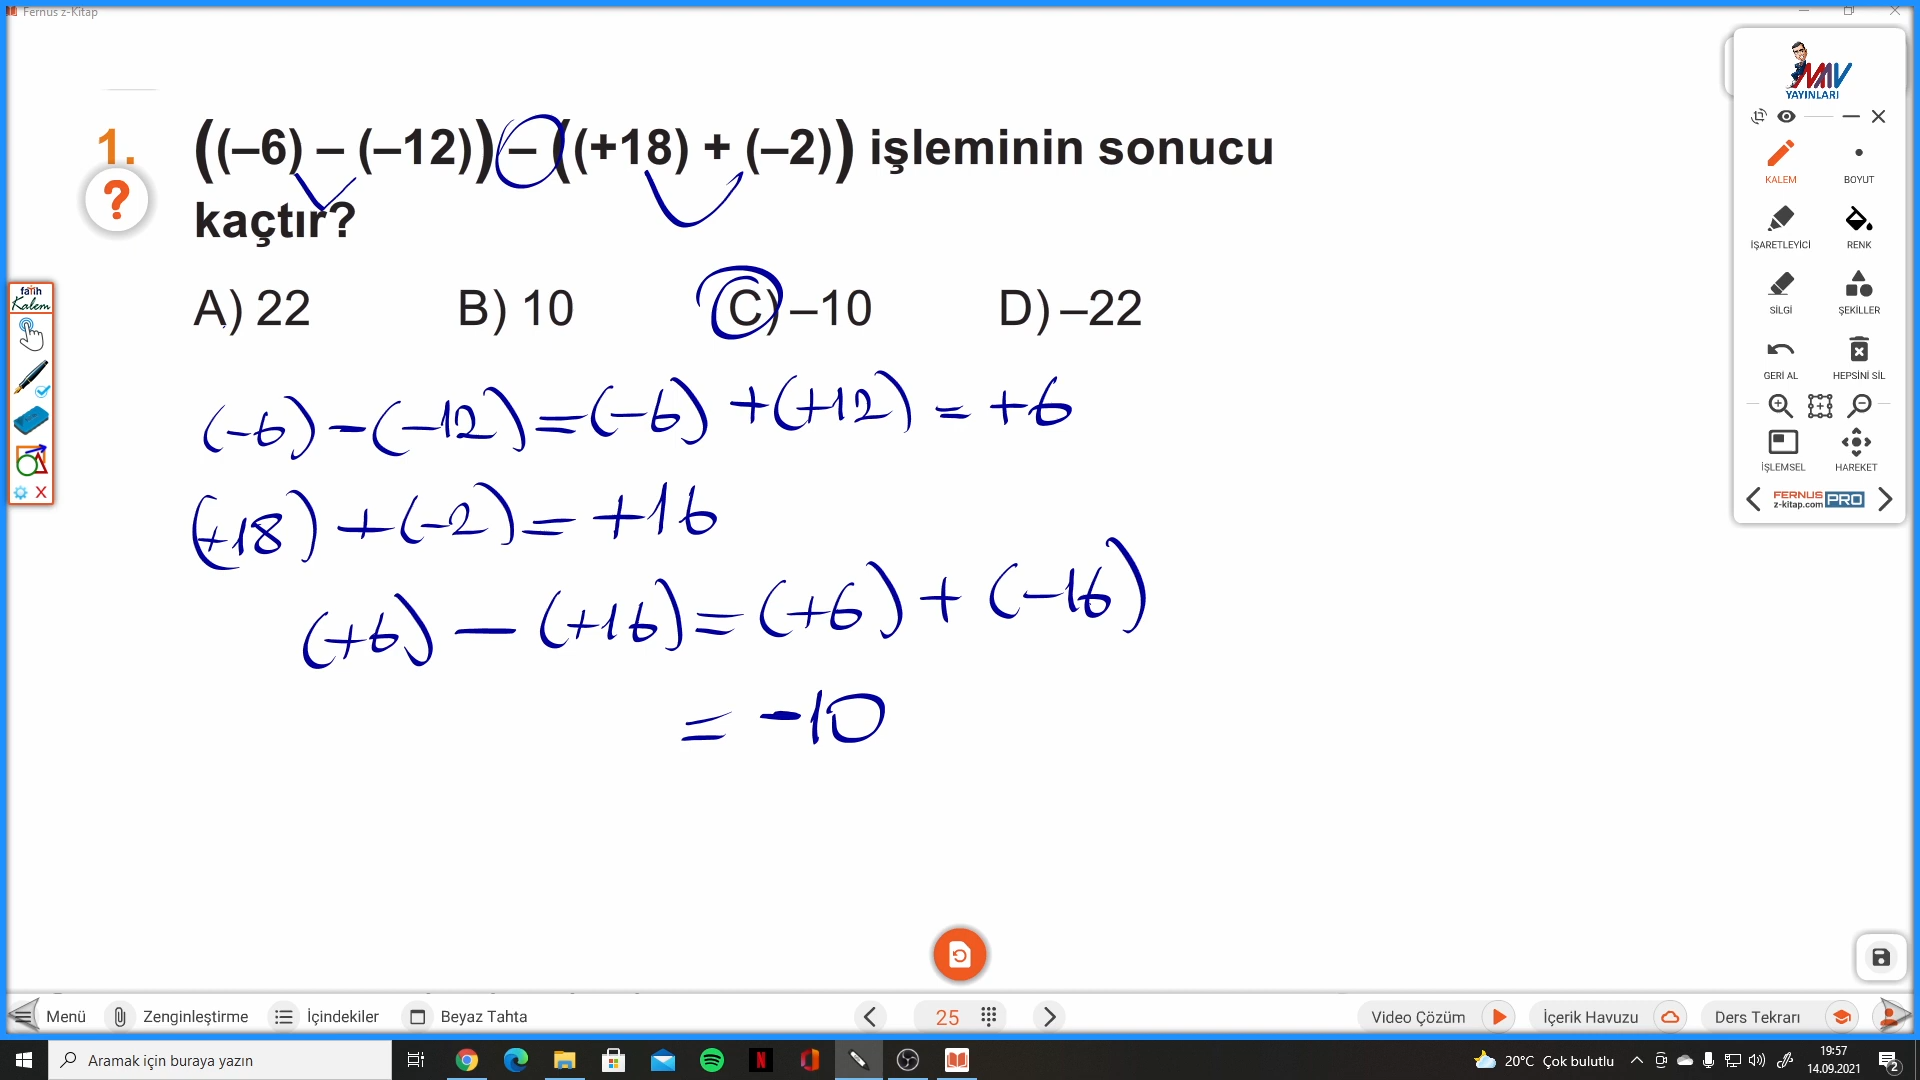 Fernus z-Kitap
MAV
YAYINLARI
1. ((–6) – (–12)) – ((+18) + (–2)) işleminin sonucu
kaçtır?
?
A) 22 B) 10 C) –10 D) –22
(-6) - (-12) = (-6) + (+12) = +6
(+18) + (-2) = +16
(+6) - (+16) = (+6) + (-16)
= -10
fatih
Kalem
KALEM BOYUT
İŞARETLEYİCİ RENK
SİLGİ ŞEKİLLER
GERİ AL HEPSİNİ SİL
İŞLEMSEL HAREKET
FERNUS PRO
z-kitap.com
Menü Zenginleştirme İçindekiler Beyaz Tahta 25 Video Çözüm İçerik Havuzu Ders Tekrarı
Aramak için buraya yazın 20°C Çok bulutlu 19:57
14.09.2021 2